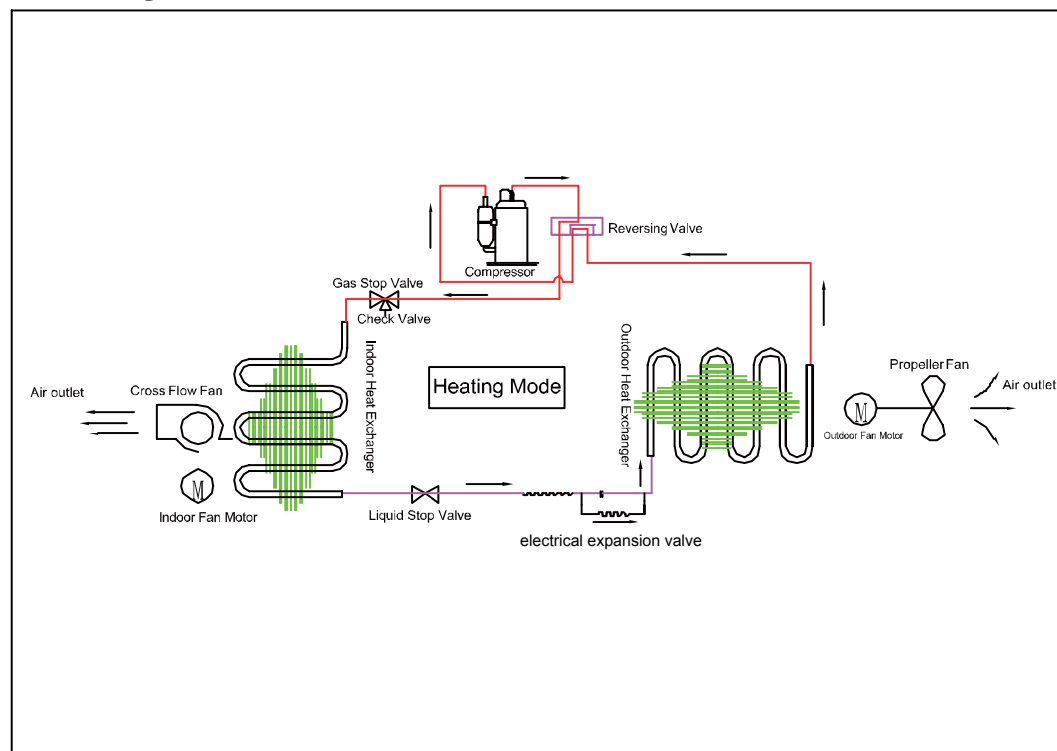 Reversing Valve
Compressor
Gas Stop Valve
Check Valve
Indoor Heat Exchanger
Outdoor Heat Exchanger
Heating Mode
Propeller Fan
Air outlet
Cross Flow Fan
Air outlet
M
Outdoor Fan Motor
M
Indoor Fan Motor
Liquid Stop Valve
electrical expansion valve